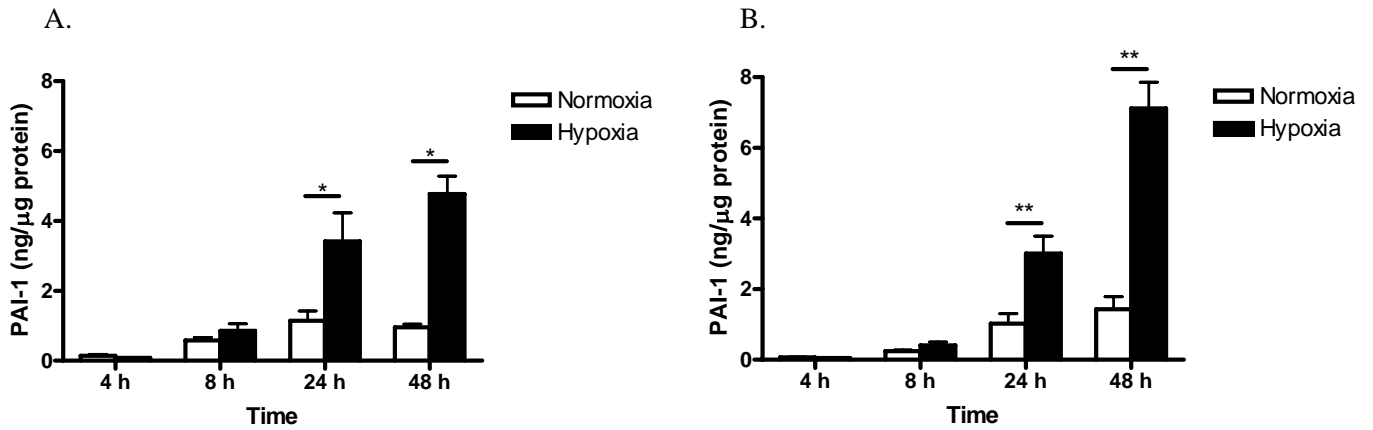 A.
8
6
4
2
0
PAI-1 (ng/μg protein)
*
*
Normoxia
Hypoxia
4 h
8 h
24 h
48 h
Time
B.
8
6
4
2
0
PAI-1 (ng/μg protein)
**
**
Normoxia
Hypoxia
4 h
8 h
24 h
48 h
Time